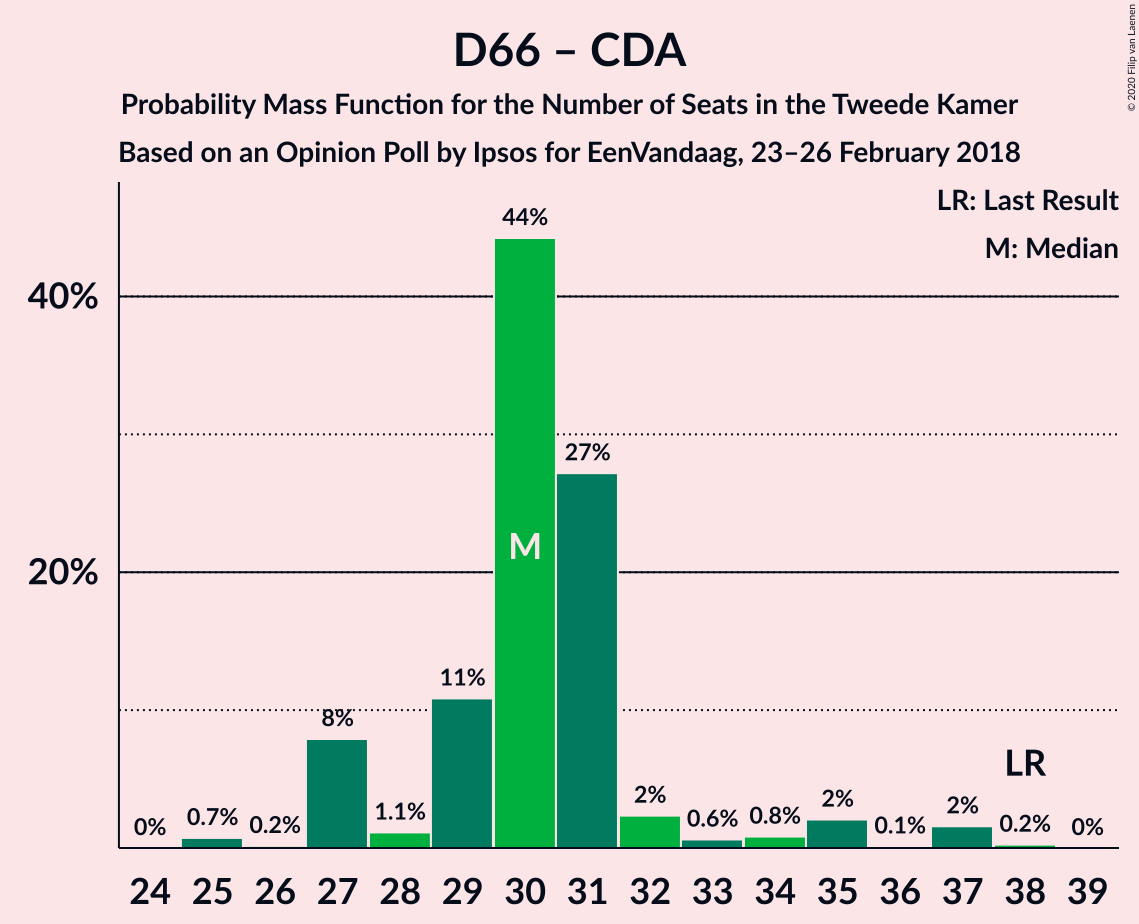 D66 – CDA
Probability Mass Function for the Number of Seats in the Tweede Kamer
Based on an Opinion Poll by Ipsos for EenVandaag, 23–26 February 2018
© 2020 Filip van Laenen
LR: Last Result
M: Median
40%
20%
0% 0.7% 0.2% 8% 1.1% 11% 44% 27% 2% 0.6% 0.8% 2% 0.1% 2% 0.2% 0%
M
LR
24 25 26 27 28 29 30 31 32 33 34 35 36 37 38 39